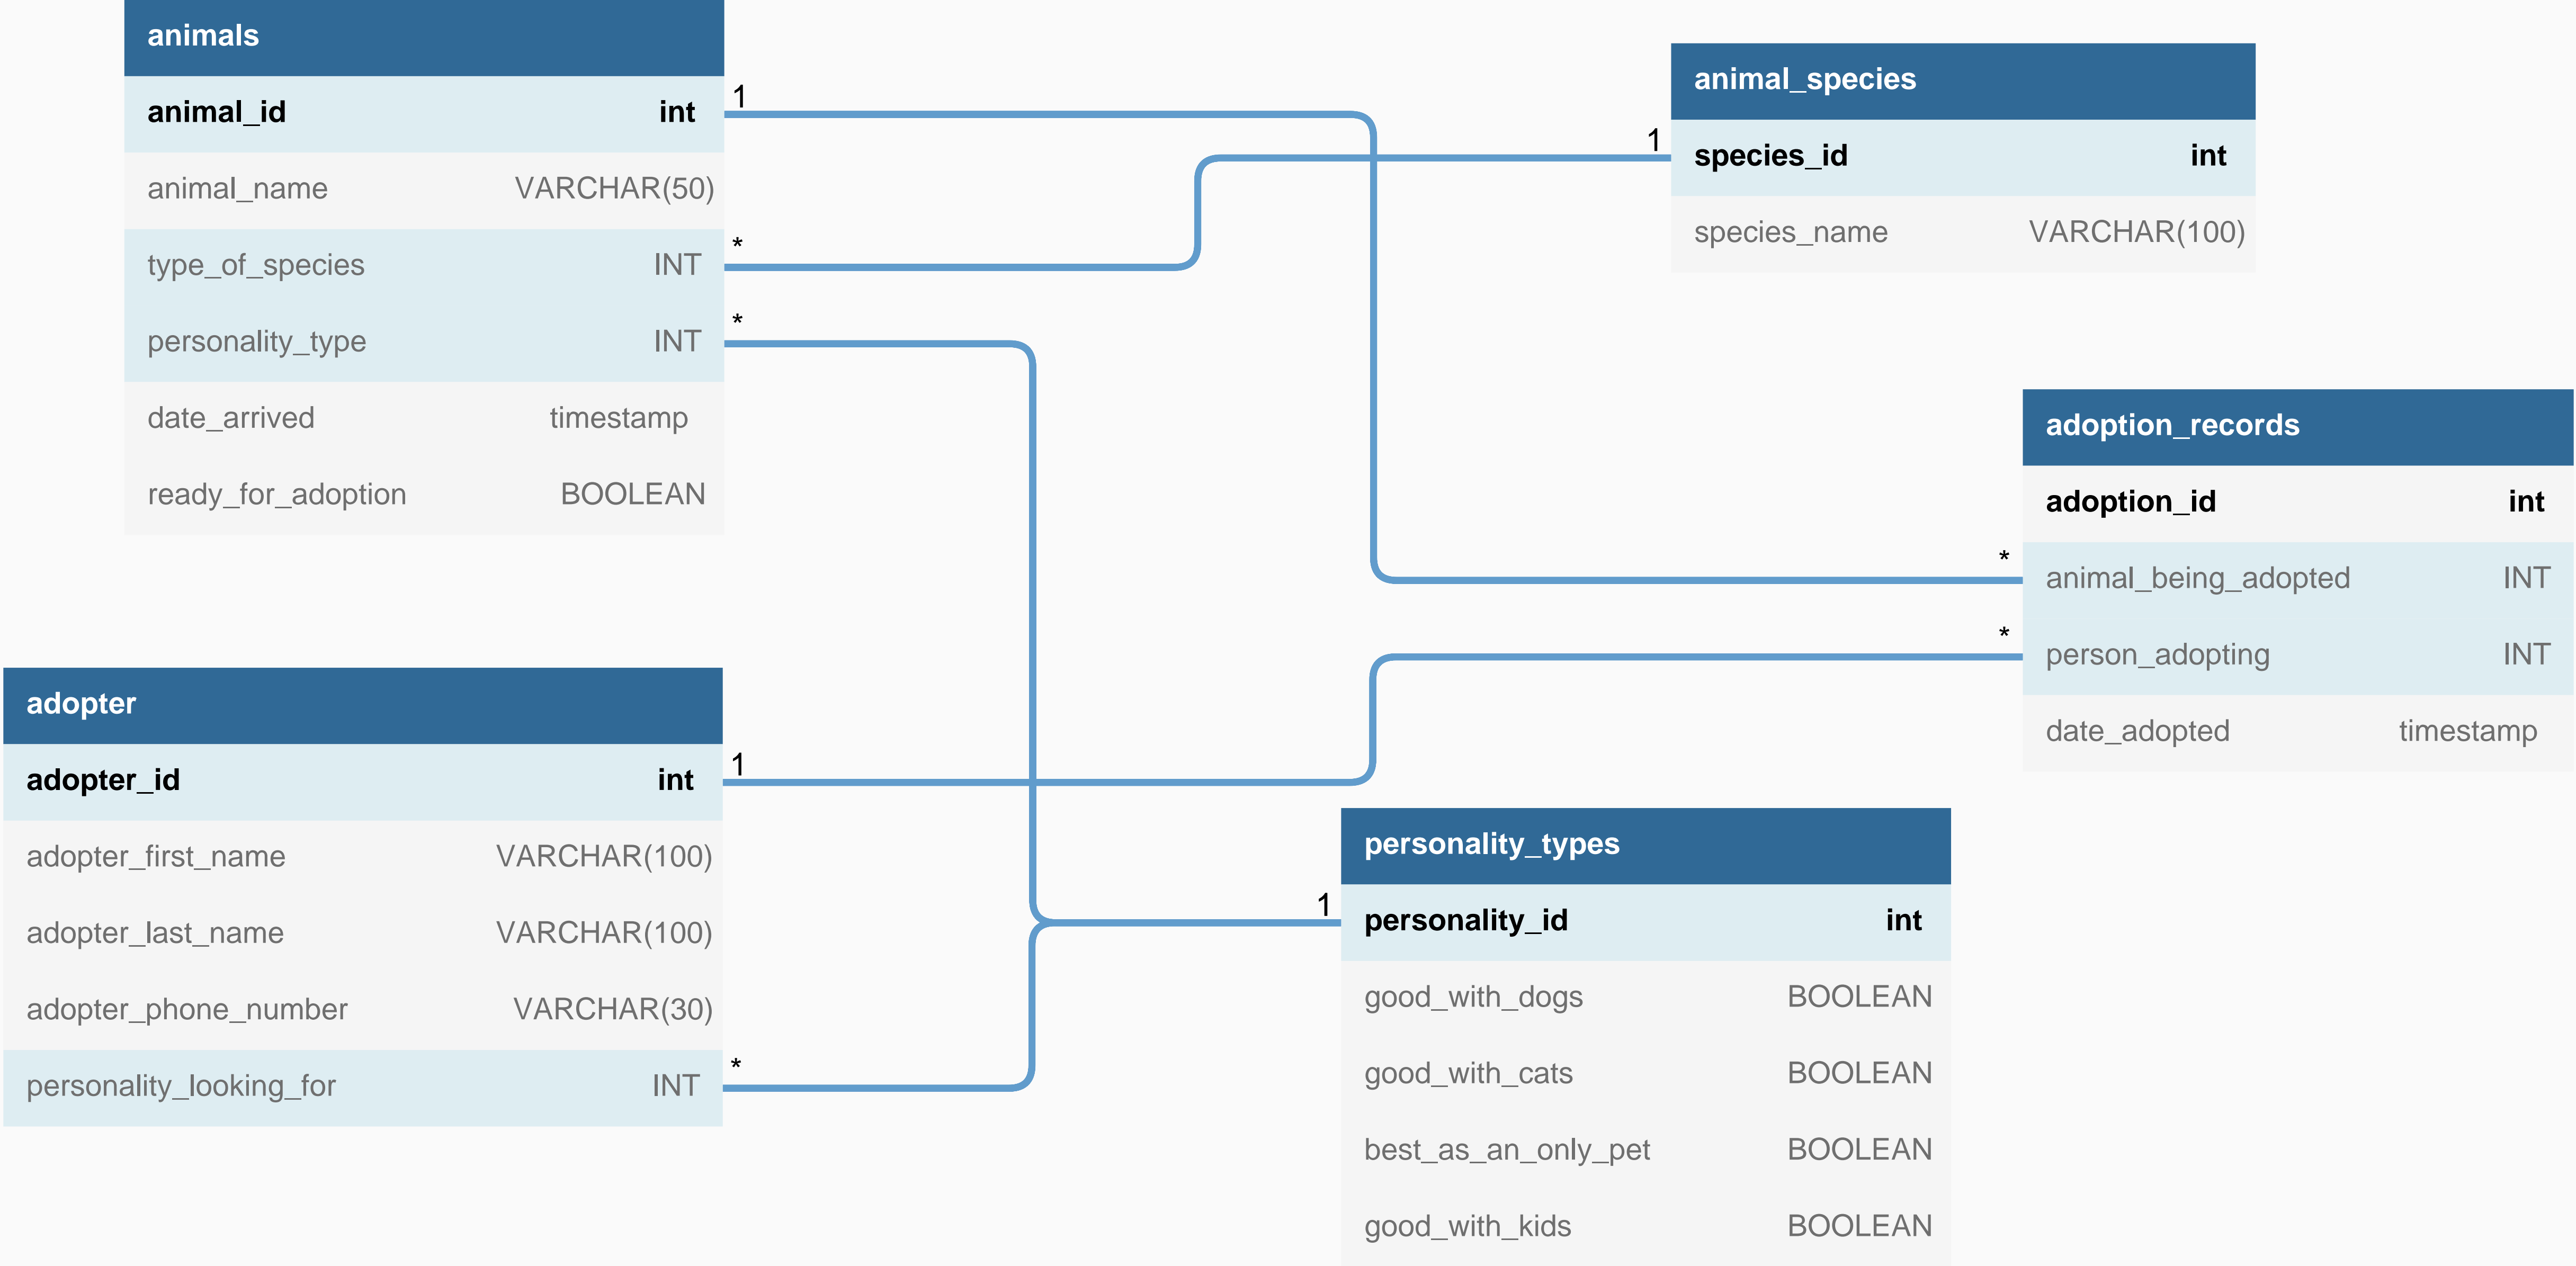 animals
animal_id int
animal_name VARCHAR(50)
type_of_species INT
personality_type INT
date_arrived timestamp
ready_for_adoption BOOLEAN
1
*
*
animal_species
species_id int
species_name VARCHAR(100)
1
adoption_records
adoption_id int
animal_being_adopted INT
person_adopting INT
date_adopted timestamp
*
*
adopter
adopter_id int
adopter_first_name VARCHAR(100)
adopter_last_name VARCHAR(100)
adopter_phone_number VARCHAR(30)
personality_looking_for INT
1
*
personality_types
personality_id int
good_with_dogs BOOLEAN
good_with_cats BOOLEAN
best_as_an_only_pet BOOLEAN
good_with_kids BOOLEAN
1